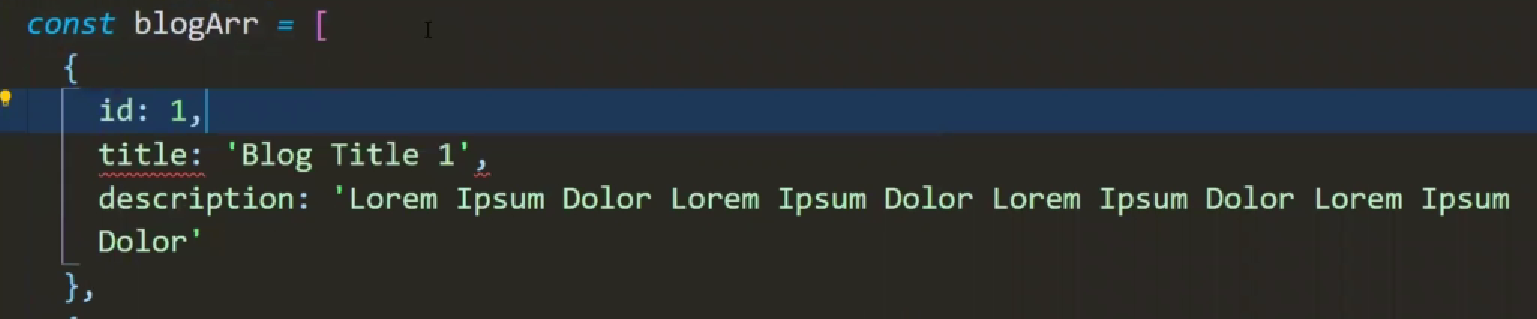 const blogArr = [
{
id: 1,
title: 'Blog Title 1',
description: 'Lorem Ipsum Dolor Lorem Ipsum Dolor Lorem Ipsum Dolor Lorem Ipsum
Dolor'
},